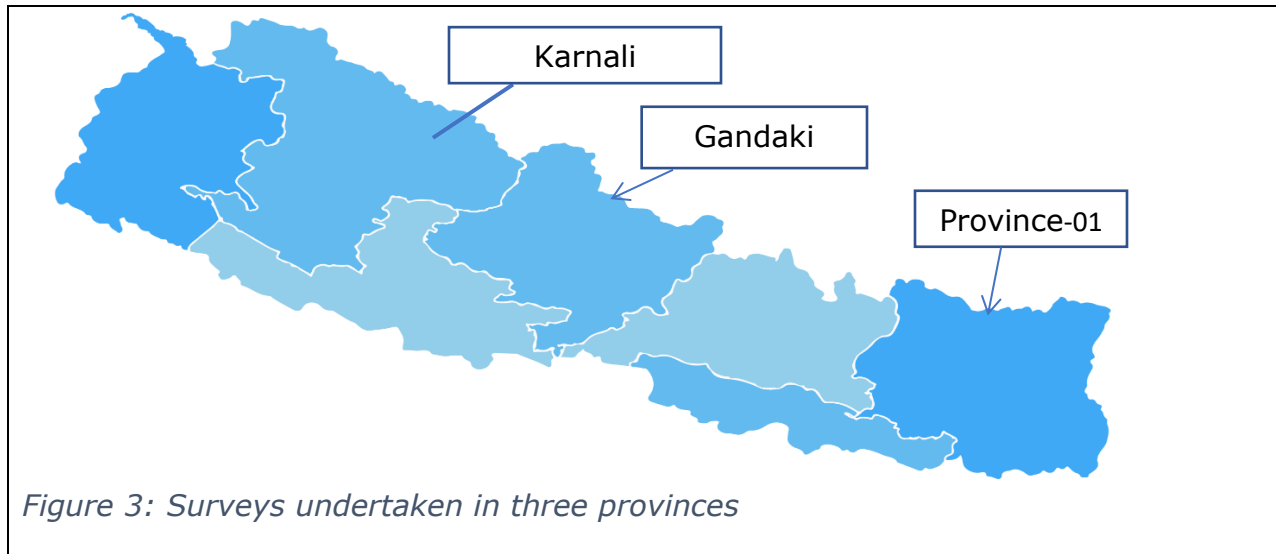 Karnali
Gandaki
Province-01
Figure 3: Surveys undertaken in three provinces